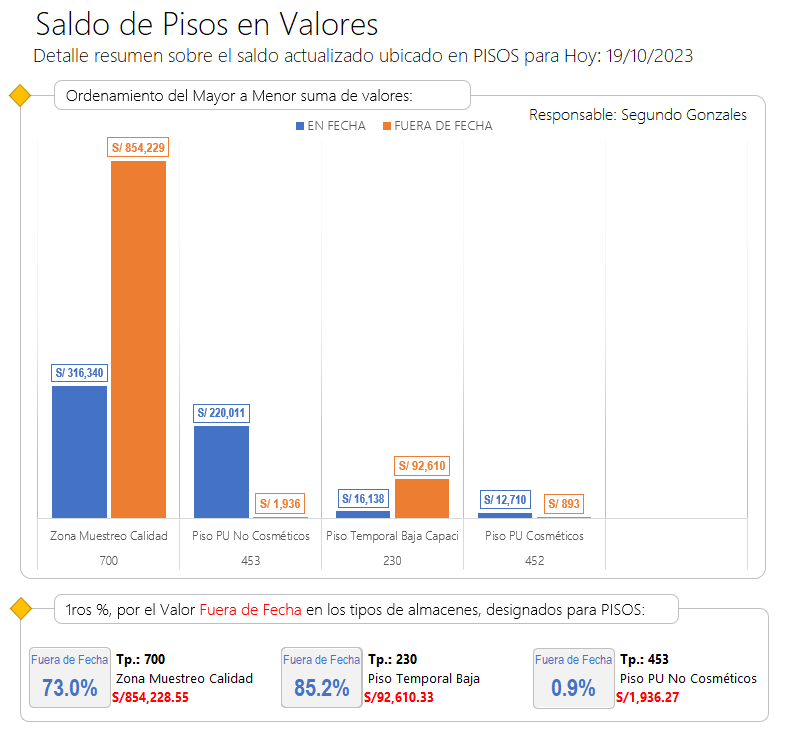 Saldo de Pisos en Valores
Detalle resumen sobre el saldo actualizado ubicado en PISOS para Hoy: 19/10/2023
Ordenamiento del Mayor a Menor suma de valores:
Responsable: Segundo Gonzales
EN FECHA FUERA DE FECHA
S/ 854,229
S/ 316,340
S/ 220,011
S/ 1,936
S/ 16,138
S/ 92,610
S/ 12,710
S/ 893
Zona Muestreo Calidad Piso PU No Cosméticos Piso Temporal Baja Capaci Piso PU Cosméticos
700 453 230 452
1ros %, por el Valor Fuera de Fecha en los tipos de almacenes, designados para PISOS:
Fuera de Fecha
73.0%
Tp.: 700
Zona Muestreo Calidad
S/854,228.55
Fuera de Fecha
85.2%
Tp.: 230
Piso Temporal Baja
S/92,610.33
Fuera de Fecha
0.9%
Tp.: 453
Piso PU No Cosméticos
S/1,936.27